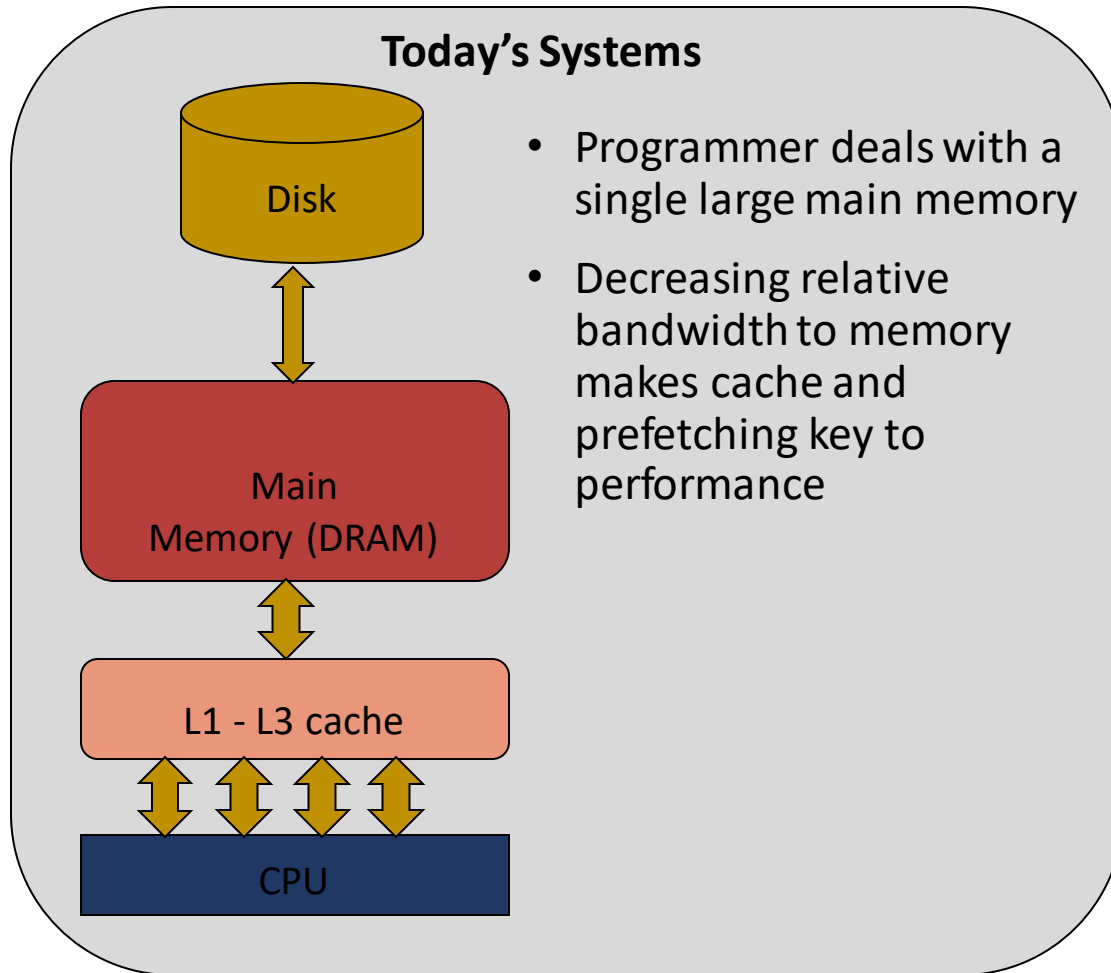 Today's Systems
Disk
Main
Memory (DRAM)
L1 - L3 cache
CPU
• Programmer deals with a
single large main memory
• Decreasing relative
bandwidth to memory
makes cache and
prefetching key to
performance